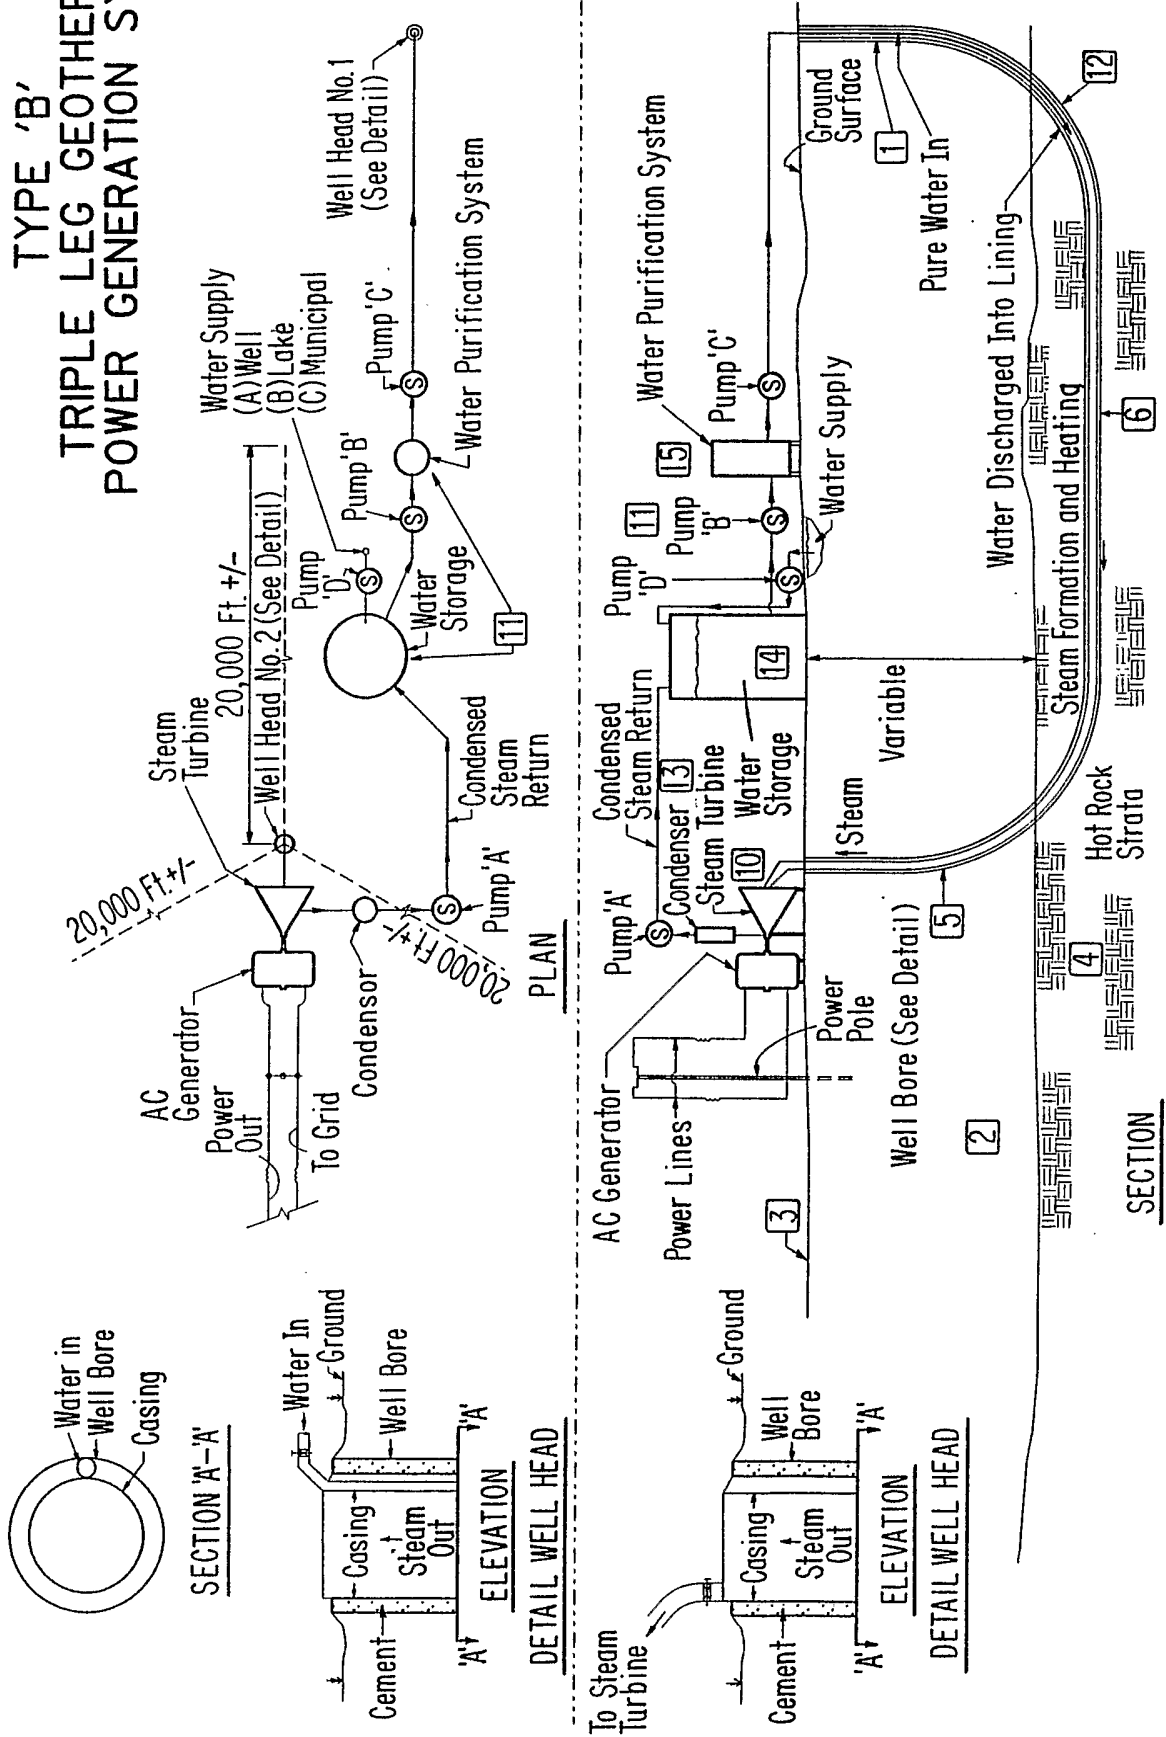 TYPE 'B'
TRIPLE LEG GEOTHER
POWER GENERATION S
Water in
Well Bore
Casing
SECTION 'A'-'A'
Water In
Ground
Well Bore
Casing
Steam
Out
Cement
'A'
'A'
ELEVATION
DETAIL WELL HEAD
20,000 Ft.+/-
Steam
Turbine
20,000 Ft. +/-
Well Head No. 2 (See Detail)
AC
Generator
Power
Out
To Grid
Condensor
20,000 Ft+/-
Pump 'A'
Condensed
Steam
Return
Water
Storage
11
Pump
'D'
Water Supply
(A) Well
(B) Lake
(C) Municipal
Pump 'B'
Pump 'C'
Water Purification System
Well Head No.1
(See Detail)
S
S
S
S
PLAN
To Steam
Turbine
Ground
Well
Bore
Casing
Steam
Out
Cement
'A'
'A'
ELEVATION
DETAIL WELL HEAD
AC Generator
Power Lines
Power
Pole
3
Pump 'A'
S
Condenser 13
Steam Turbine
10
Condensed
Steam Return
Water
Storage
14
Pump
'D'
S
11
Pump
'B'
S
15
Water Purification System
Pump 'C'
S
Water Supply
Ground
Surface
1
Pure Water In
12
Water Discharged Into Lining
Steam Formation and Heating
6
Variable
Steam
Well Bore (See Detail)
5
2
4
Hot Rock
Strata
SECTION